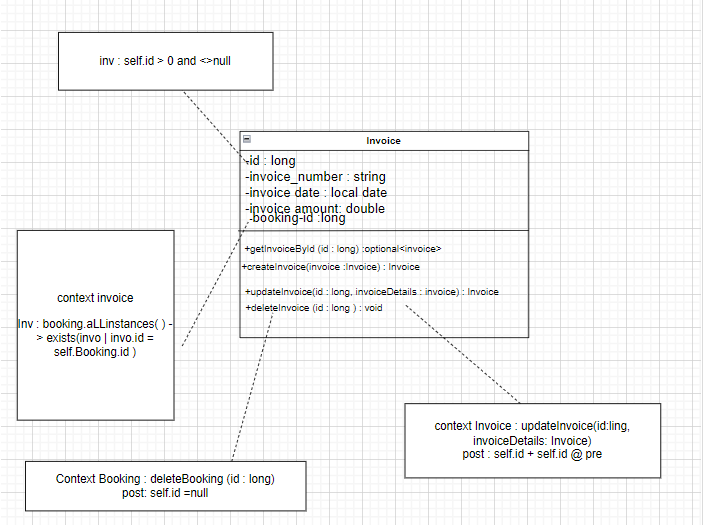 inv : self.id > 0 and <>null
Invoice
-id : long
-invoice_number : string
-invoice date : local date
-invoice amount: double
-booking-id :long
+getInvoiceById (id : long) :optional<invoice>
+createInvoice(invoice :Invoice) : Invoice
+updateInvoice(id : long, invoiceDetails : invoice) : Invoice
+deleteInvoice (id : long ) : void
context invoice
Inv : booking.aLLinstances( ) -
> exists(invo | invo.id =
self.Booking.id )
context Invoice : updateInvoice(id:ling,
invoiceDetails: Invoice)
post : self.id + self.id @ pre
Context Booking : deleteBooking (id : long)
post: self.id =null